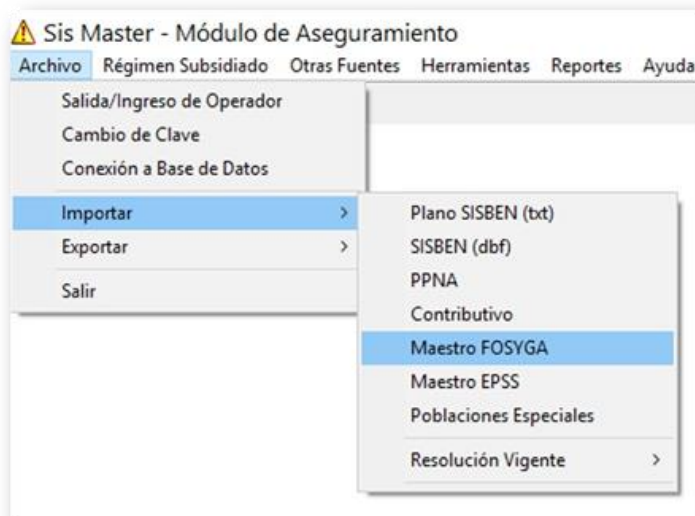 Sis Master - Módulo de Aseguramiento
Archivo Régimen Subsidiado Otras Fuentes Herramientas Reportes Ayuda
Salida/Ingreso de Operador
Cambio de Clave
Conexión a Base de Datos
Importar
Exportar
Salir
Plano SISBEN (txt)
SISBEN (dbf)
PPNA
Contributivo
Maestro FOSYGA
Maestro EPSS
Poblaciones Especiales
Resolución Vigente